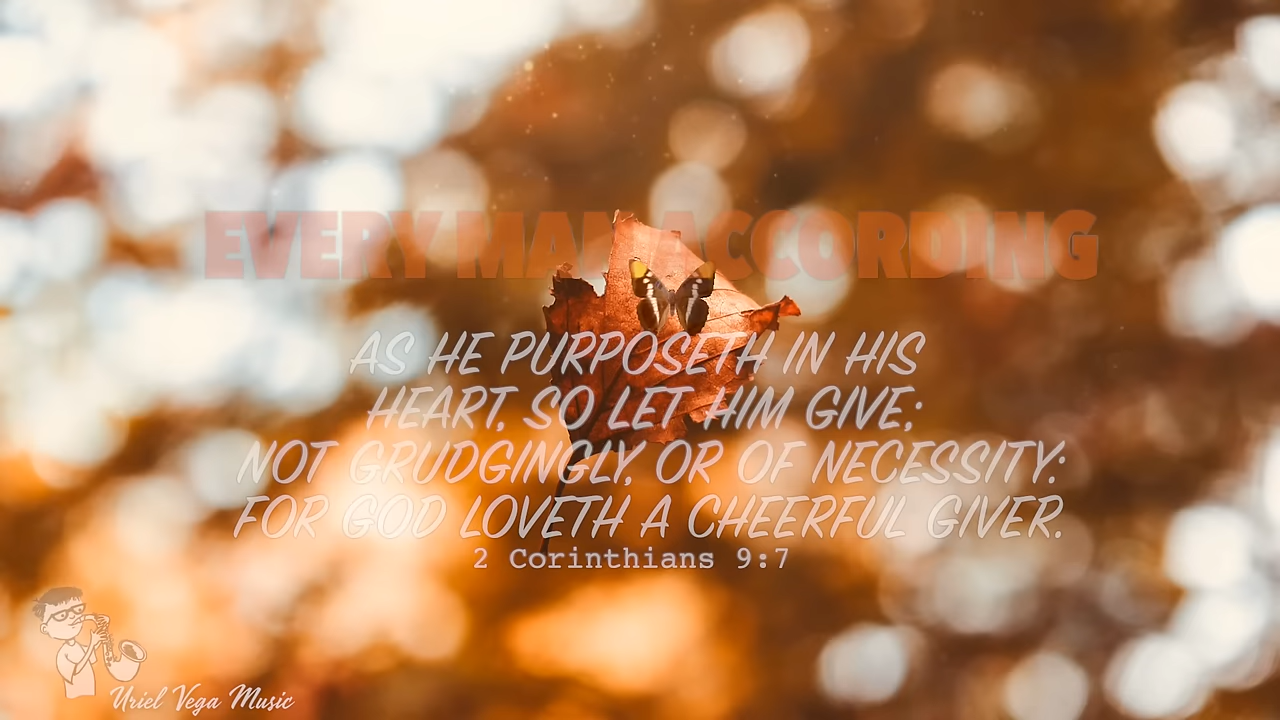 EVERY MAN ACCORDING
AS HE PURPOSETH IN HIS
HEART, SO LET HIM GIVE;
NOT GRUDGINGLY, OR OF NECESSITY:
FOR GOD LOVETH A CHEERFUL GIVER.
2 Corinthians 9:7
Uriel Vega Music